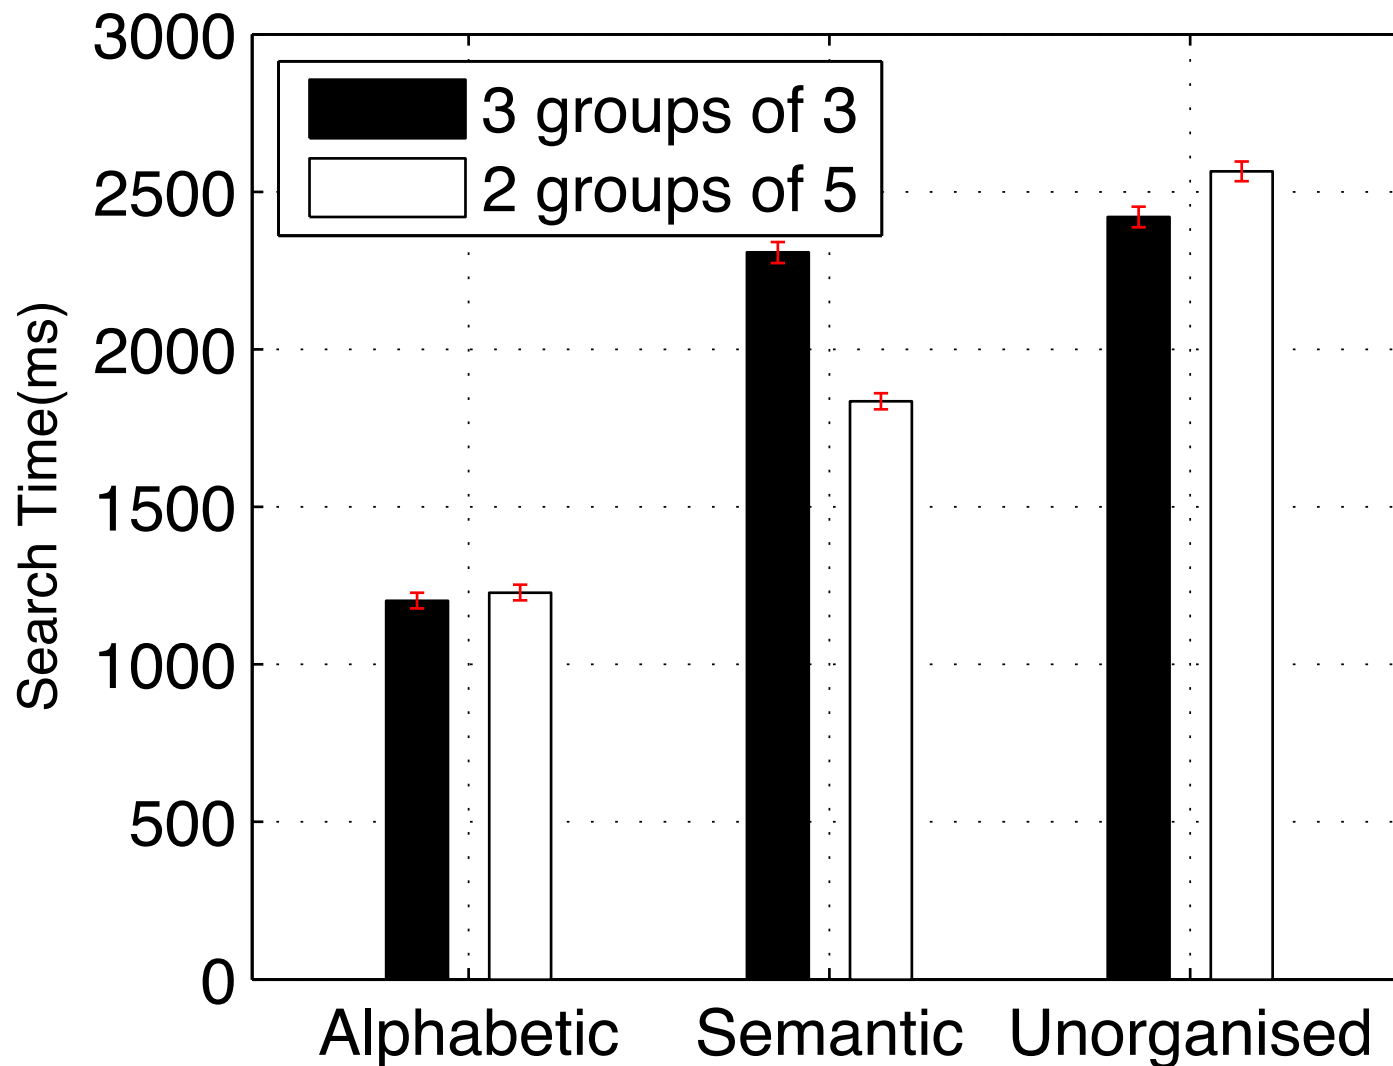 3000
3 groups of 3
2 groups of 5
2500
2000
1500
1000
500
0
Search Time(ms)
Alphabetic Semantic Unorganised